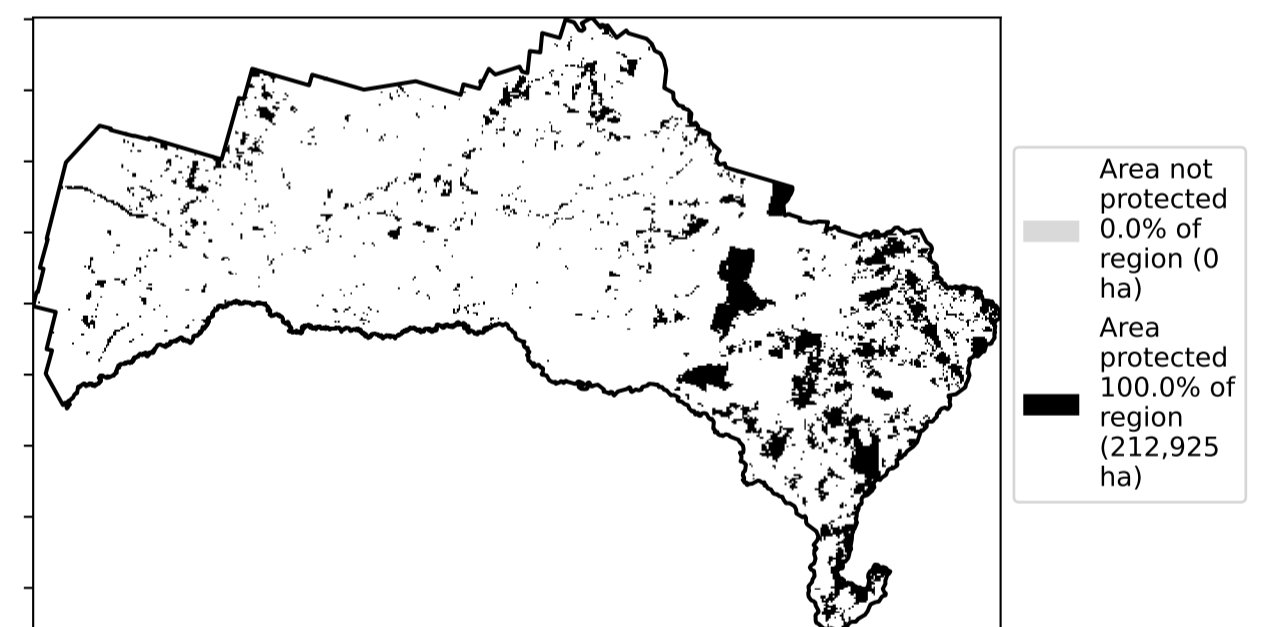 Area not
protected
0.0% of
region (0
ha)
Area
protected
100.0% of
region
(212,925
ha)